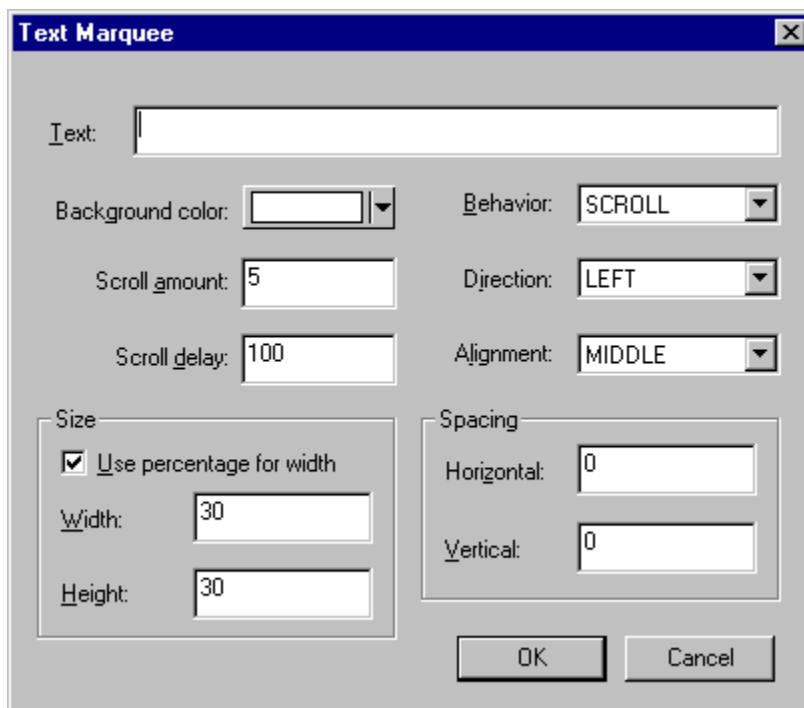 Text Marquee
Text:
Background color:
Behavior: SCROLL
Scroll amount: 5
Direction: LEFT
Scroll delay: 100
Alignment: MIDDLE
Size
Use percentage for width
Width: 30
Height: 30
Spacing
Horizontal: 0
Vertical: 0
OK
Cancel